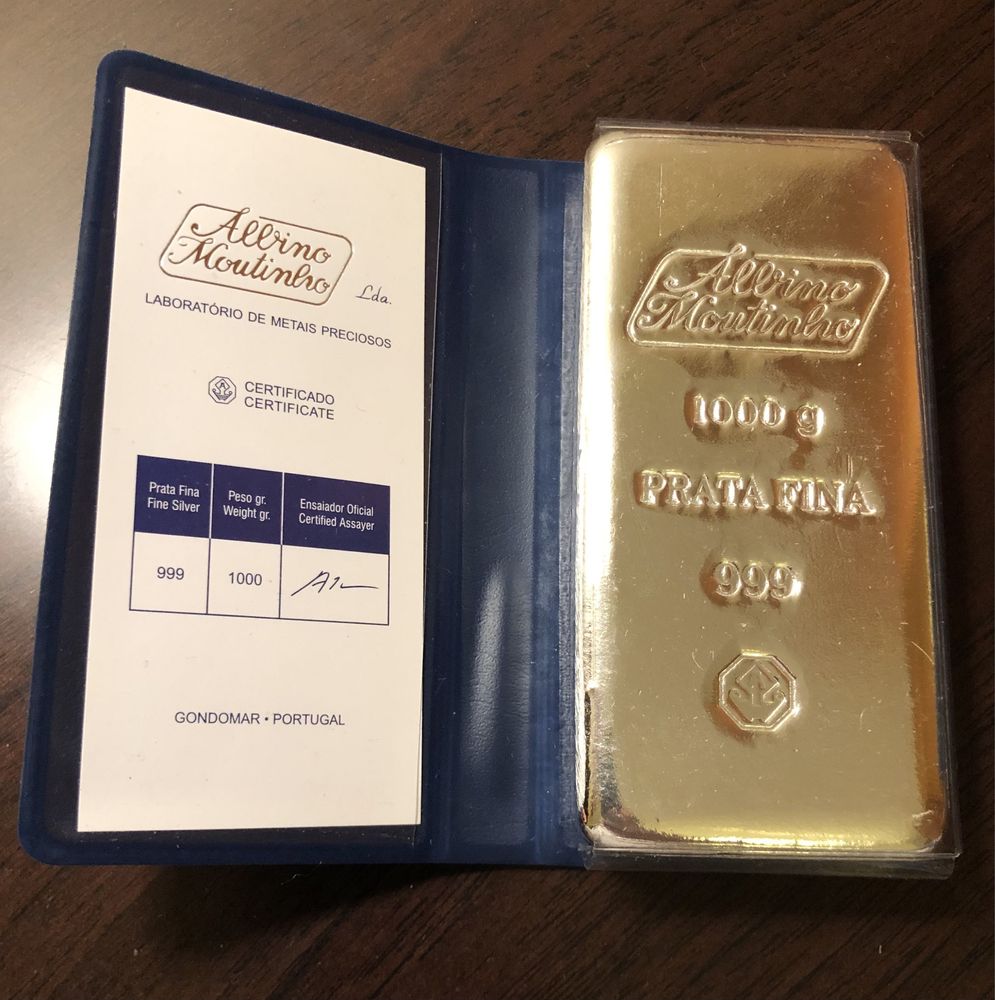 Albino
Moutinho
Lda.
LABORATÓRIO DE METAIS PRECIOSOS
CERTIFICADO
CERTIFICATE
Prata Fina
Fine Silver
Peso gr.
Weight gr.
Ensaiador Oficial
Certified Assayer
999
1000
GONDOMAR • PORTUGAL
Albino
Moutinho
1000 g
PRATA FINA
999